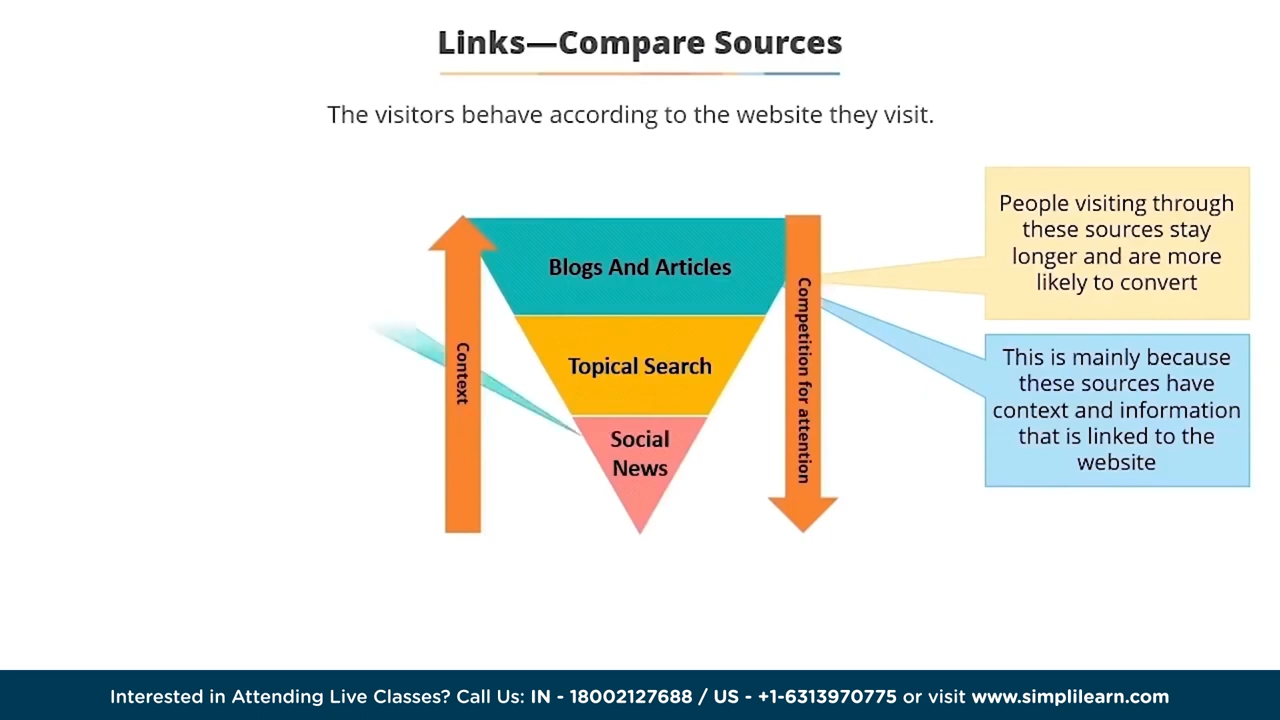 Links—Compare Sources
The visitors behave according to the website they visit.
Blogs And Articles
Topical Search
Social
News
Context
Competition for attention
People visiting through
these sources stay
longer and are more
likely to convert
This is mainly because
these sources have
context and information
that is linked to the
website
Interested in Attending Live Classes? Call Us: IN - 18002127688 / US - +1-6313970775 or visit www.simplilearn.com